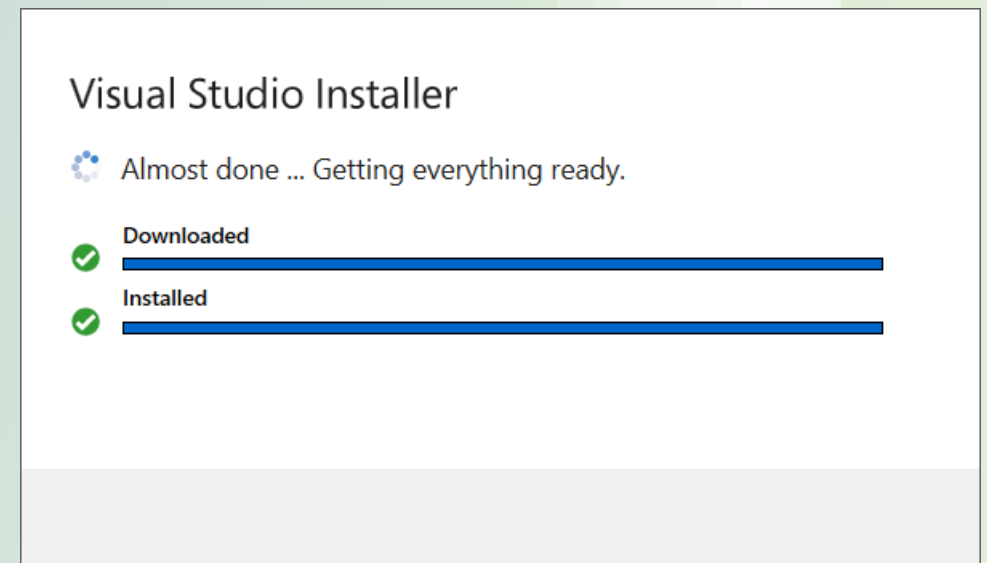 Visual Studio Installer
Almost done ... Getting everything ready.
Downloaded
Installed